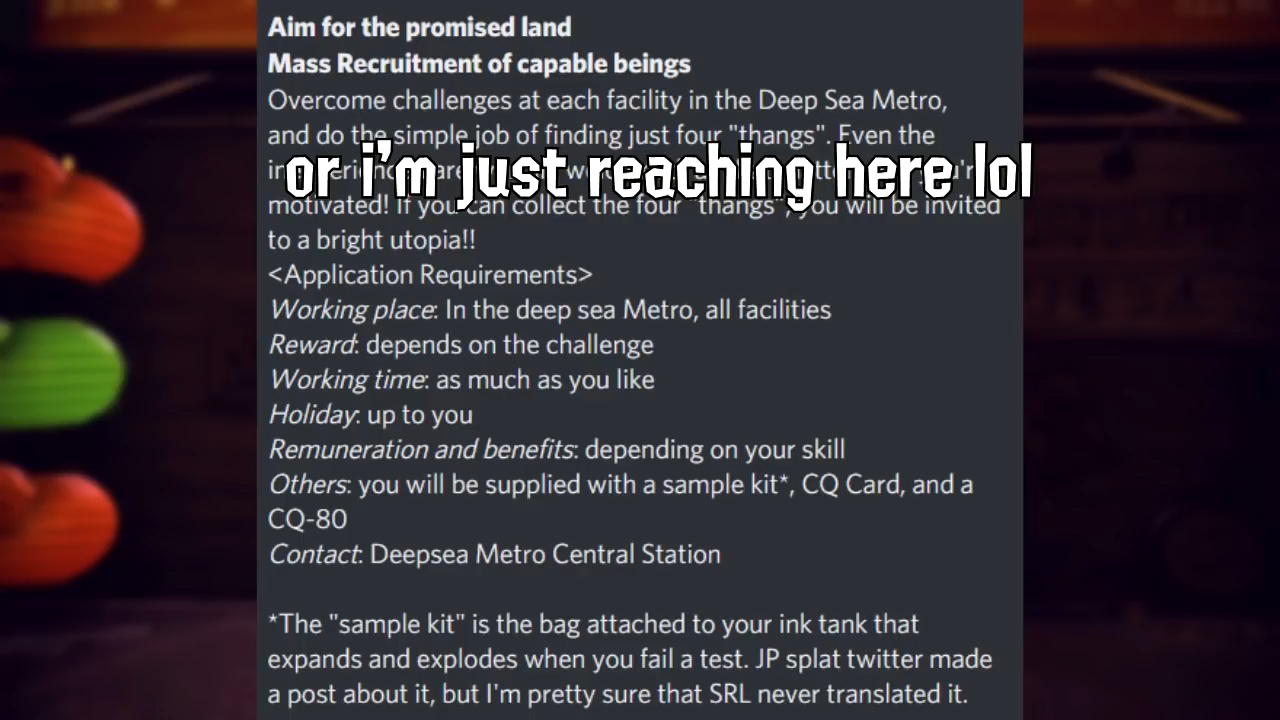 Aim for the promised land
Mass Recruitment of capable beings
Overcome challenges at each facility in the Deep Sea Metro,
and do the simple job of finding just four "thangs". Even the
or i'm just reaching here lol
motivated! If you can collect the four "thangs", you will be invited
to a bright utopia!!
<Application Requirements>
Working place: In the deep sea Metro, all facilities
Reward: depends on the challenge
Working time: as much as you like
Holiday: up to you
Remuneration and benefits: depending on your skill
Others: you will be supplied with a sample kit*, CQ Card, and a
CQ-80
Contact: Deepsea Metro Central Station
*The "sample kit" is the bag attached to your ink tank that
expands and explodes when you fail a test. JP splat twitter made
a post about it, but I'm pretty sure that SRL never translated it.